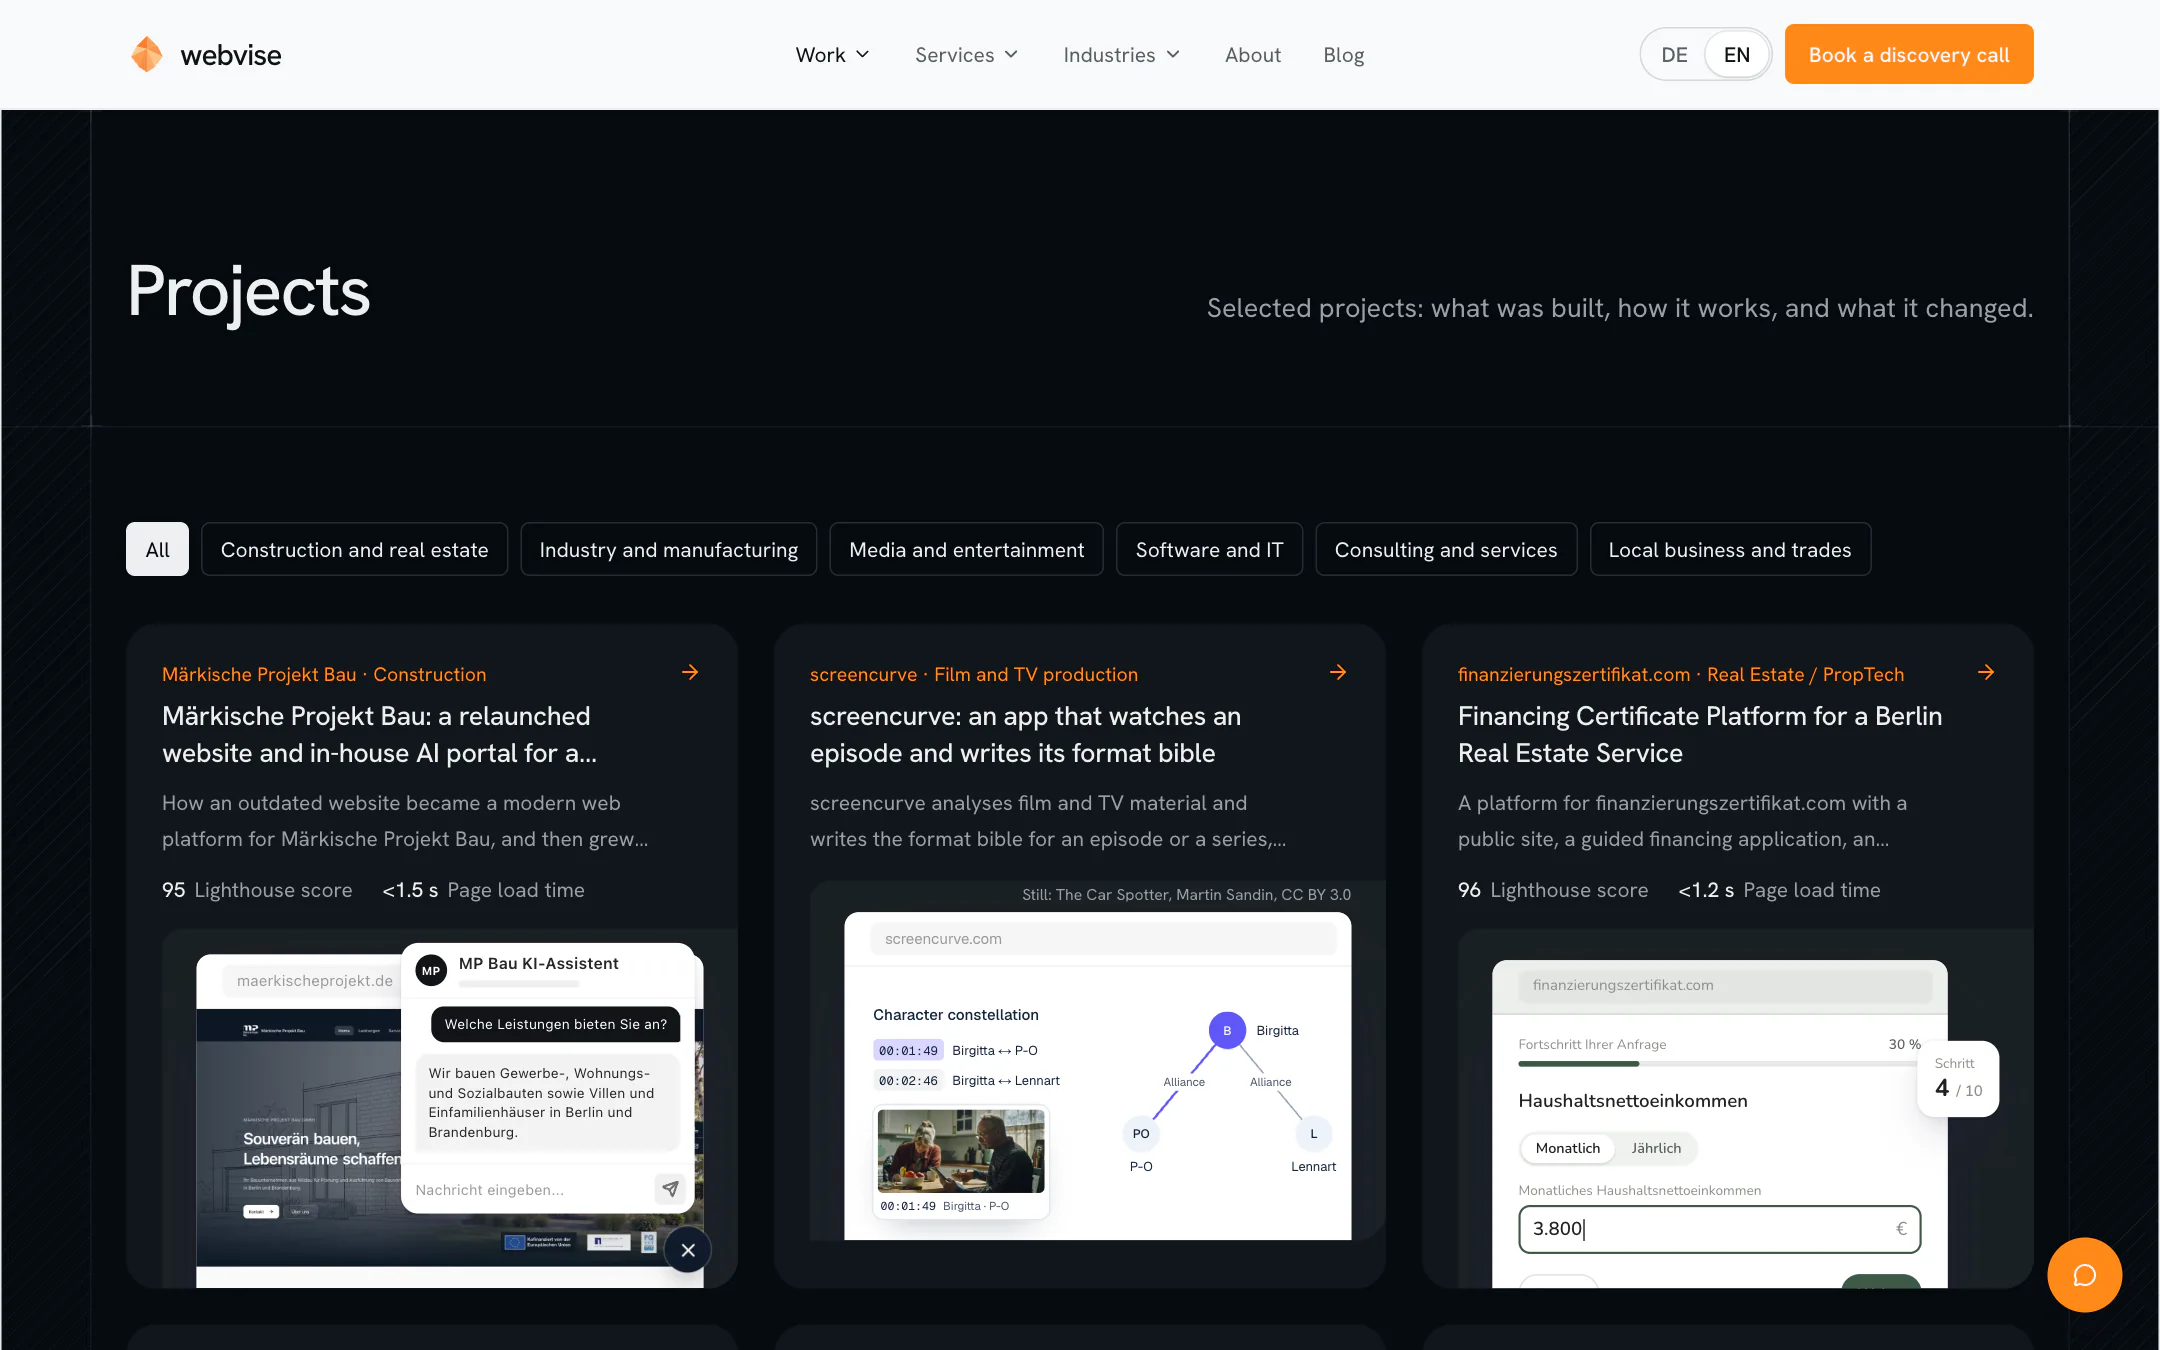 webvise
Work
Services
Industries
About
Blog
DE
EN
Book a discovery call
Projects
Selected projects: what was built, how it works, and what it changed.
All
Construction and real estate
Industry and manufacturing
Media and entertainment
Software and IT
Consulting and services
Local business and trades
Märkische Projekt Bau · Construction
Märkische Projekt Bau: a relaunched
website and in-house AI portal for a...
How an outdated website became a modern web
platform for Märkische Projekt Bau, and then grew...
95 Lighthouse score <1.5 s Page load time
maerkischeprojekt.de
MP
MP Bau KI-Assistent
Welche Leistungen bieten Sie an?
Wir bauen Gewerbe-, Wohnungs-
und Sozialbauten sowie Villen und
Einfamilienhäuser in Berlin und
Brandenburg.
Nachricht eingeben...
Souverän bauen,
Lebensräume schaffen
screencurve · Film and TV production
screencurve: an app that watches an
episode and writes its format bible
screencurve analyses film and TV material and
writes the format bible for an episode or a series,...
Still: The Car Spotter, Martin Sandin, CC BY 3.0
screencurve.com
Character constellation
00:01:49 Birgitta ↔ P-O
00:02:46 Birgitta ↔ Lennart
00:01:49 Birgitta · P-O
B
Birgitta
Alliance
Alliance
PO
L
P-O
Lennart
finanzierungszertifikat.com · Real Estate / PropTech
Financing Certificate Platform for a Berlin
Real Estate Service
A platform for finanzierungszertifikat.com with a
public site, a guided financing application, an...
96 Lighthouse score <1.2 s Page load time
finanzierungszertifikat.com
Fortschritt Ihrer Anfrage
30 %
Schritt
4 / 10
Haushaltsnettoeinkommen
Monatlich
Jährlich
Monatliches Haushaltsnettoeinkommen
3.800
€